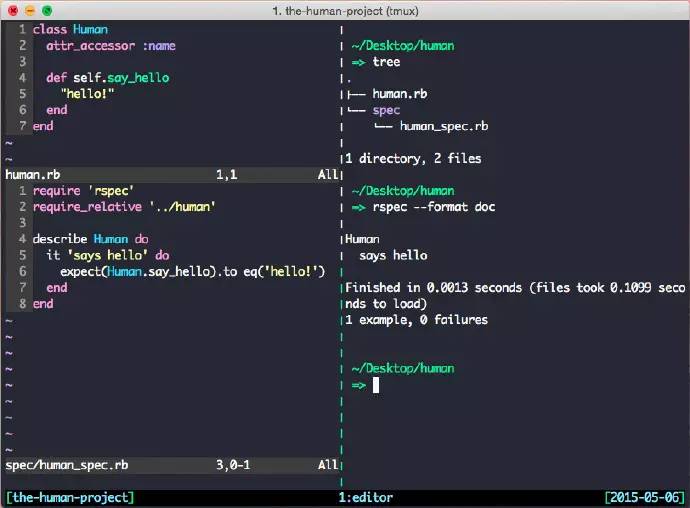 1. the-human-project (tmux)
1 class Human
2   attr_accessor :name
3
4   def self.say_hello
5     "hello!"
6   end
7 end
~
~
human.rb 1,1 All
1 require 'rspec'
2 require_relative '../human'
3
4 describe Human do
5   it 'says hello' do
6     expect(Human.say_hello).to eq('hello!')
7   end
8 end
~
~
~
~
~
~
~
~
~
spec/human_spec.rb 3,0-1 All
~/Desktop/human
=> tree
.
├── human.rb
└── spec
    └── human_spec.rb
1 directory, 2 files
~/Desktop/human
=> rspec --format doc
Human
  says hello
Finished in 0.0013 seconds (files took 0.1099 seco
nds to load)
1 example, 0 failures
~/Desktop/human
=>
[the-human-project] 1:editor [2015-05-06]